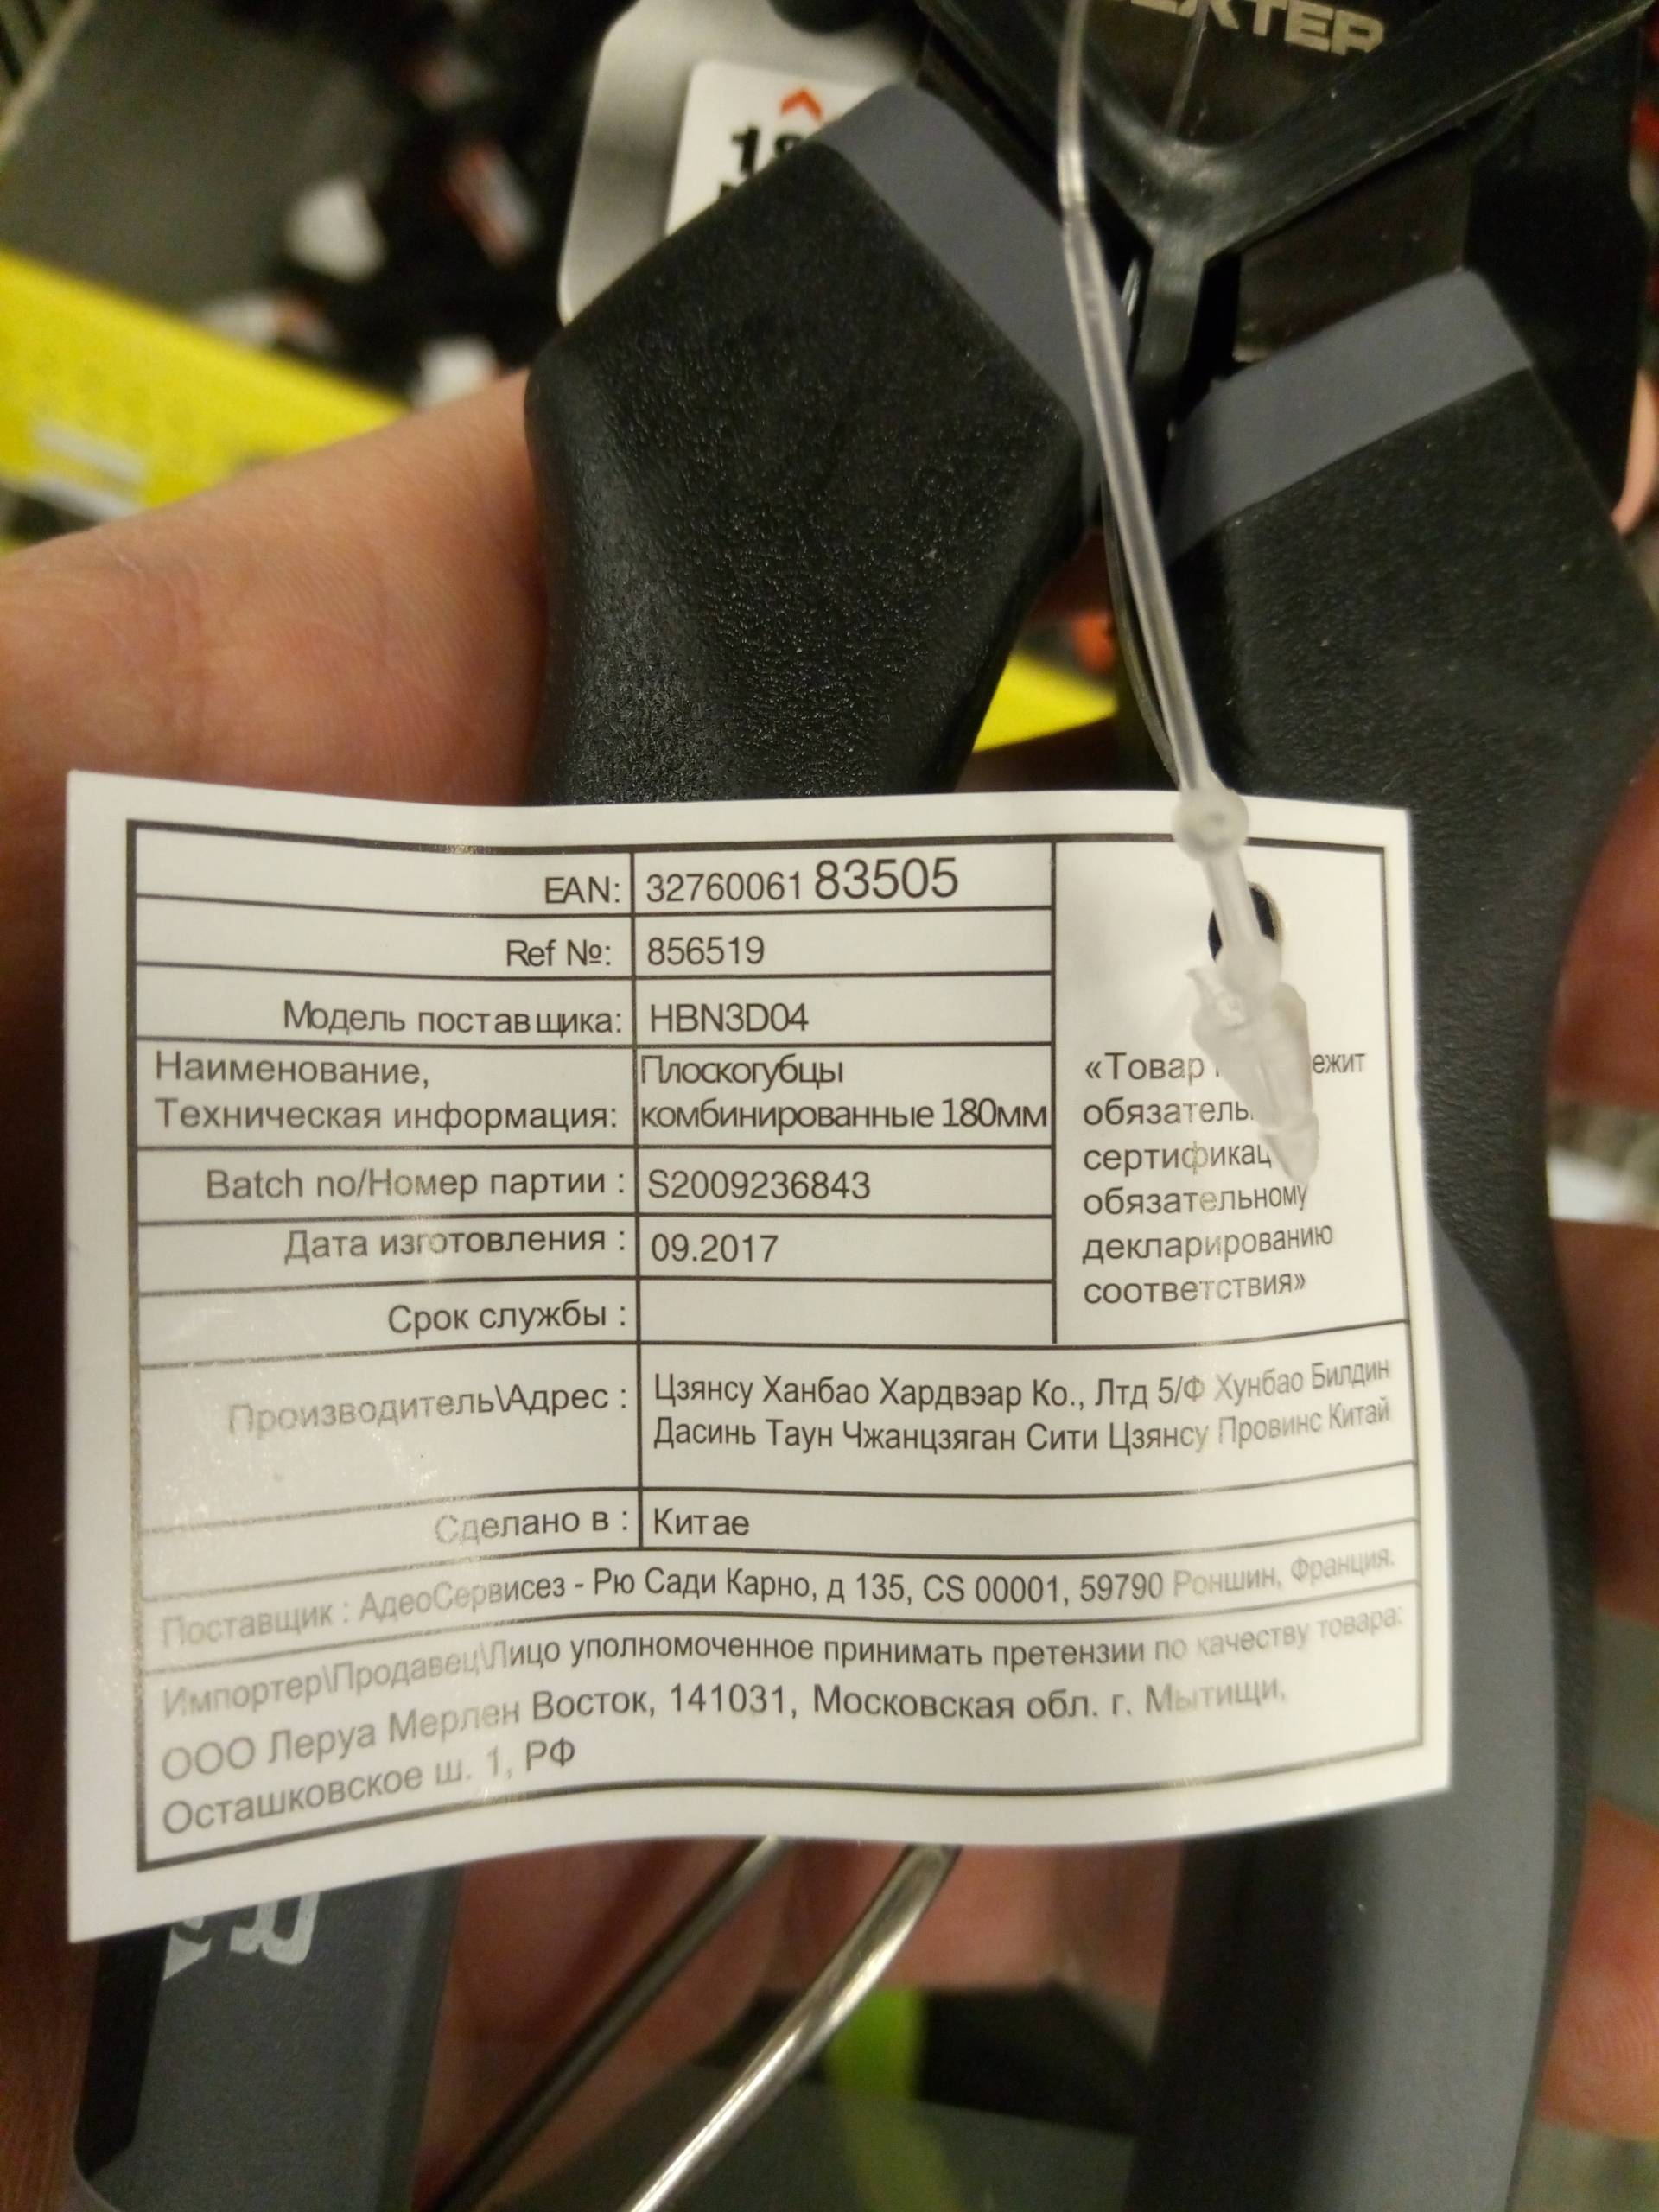 EAN: 3276006183505
Ref №: 856519
Модель поставщика: HBN3D04
Наименование,
Техническая информация:
Плоскогубцы
комбинированные 180мм
Batch no/Номер партии : S2009236843
Дата изготовления : 09.2017
Срок службы :
«Товар
обязательному
декларированию
соответствия»
Производитель\Адрес :
Цзянсу Ханбао Хардвэар Ко., Лтд 5/Ф Хунбао Билдин
Дасинь Таун Чжанцзяган Сити Цзянсу Провинс Китай
Сделано в : Китае
Поставщик : АдеоСервисез - Рю Сади Карно, д 135, CS 00001, 59790 Роншин, Франция.
Импортер\Продавец\Лицо уполномоченное принимать претензии по качеству товара:
ООО Леруа Мерлен Восток, 141031, Московская обл. г. Мытищи,
Осташковское ш. 1, РФ